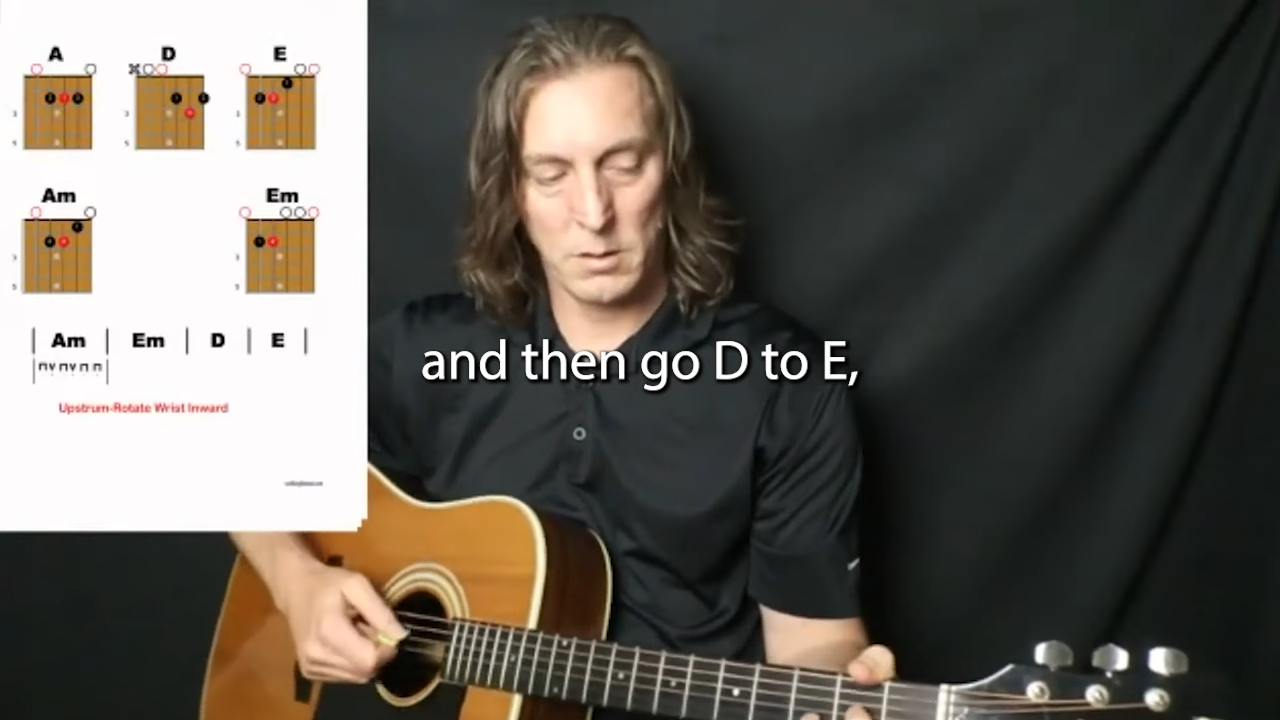 A D E
Am Em
| Am | Em | D | E |
and then go D to E,
Upstrum-Rotate Wrist Inward